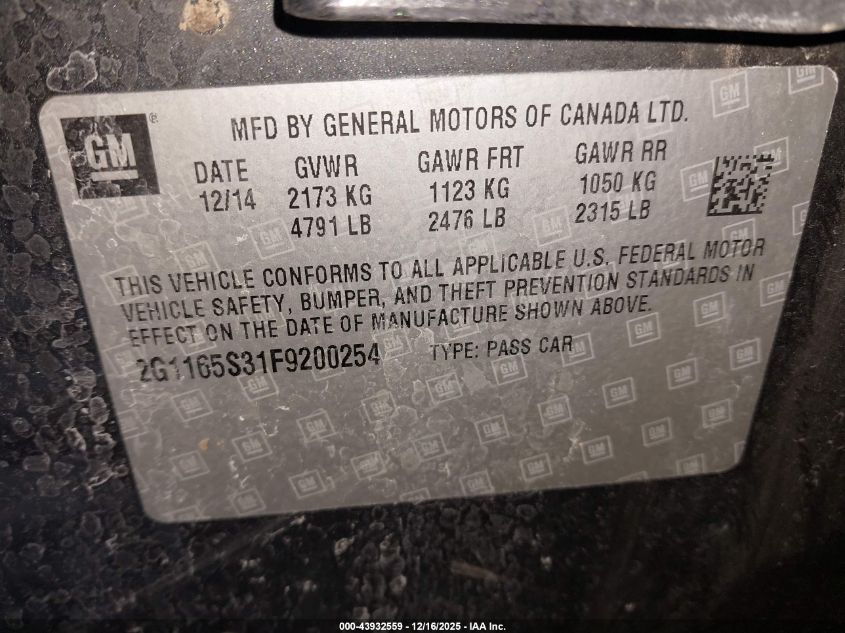 GM ®
MFD BY GENERAL MOTORS OF CANADA LTD.
DATE GVWR GAWR FRT GAWR RR
12/14 2173 KG 1123 KG 1050 KG
4791 LB 2476 LB 2315 LB
THIS VEHICLE CONFORMS TO ALL APPLICABLE U.S. FEDERAL MOTOR
VEHICLE SAFETY, BUMPER, AND THEFT PREVENTION STANDARDS IN
EFFECT ON THE DATE OF MANUFACTURE SHOWN ABOVE.
2G1165S31F9200254 TYPE: PASS CAR
000-43932559 - 12/16/2025 - IAA Inc.